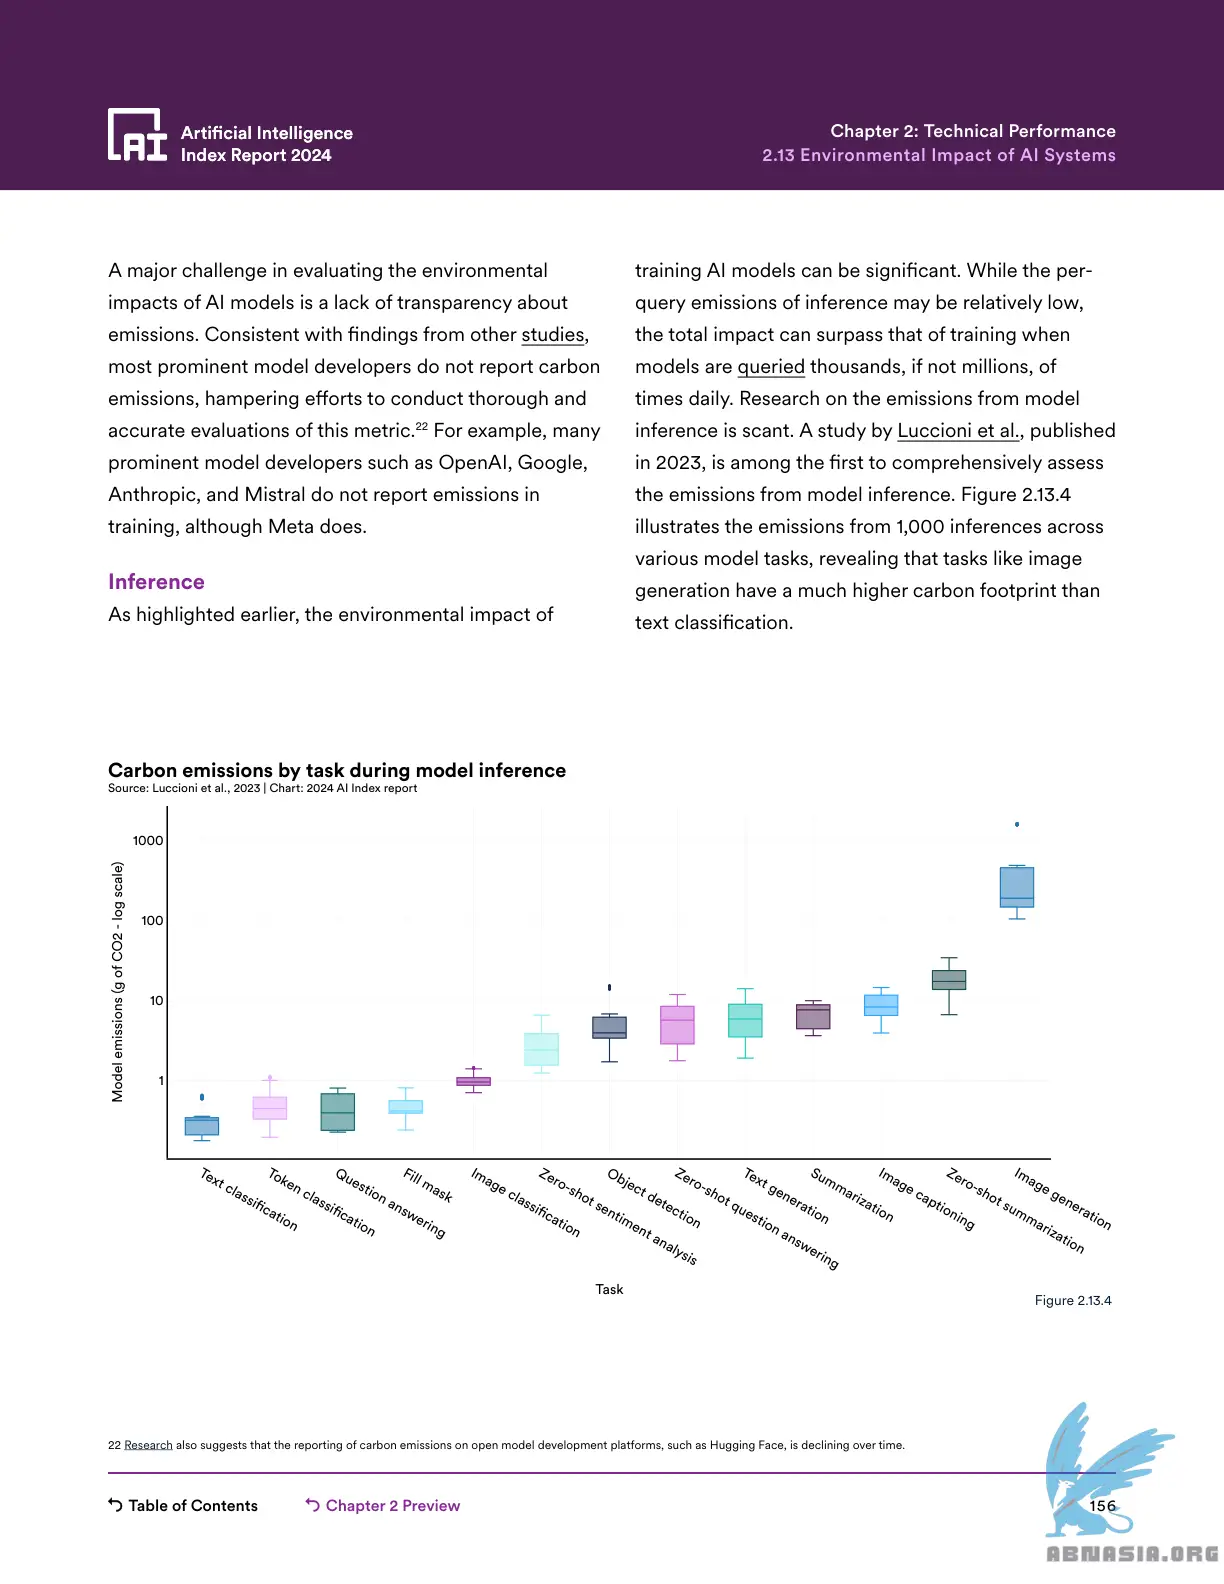 Artificial Intelligence
Index Report 2024
Chapter 2: Technical Performance
2.13 Environmental Impact of AI Systems
A major challenge in evaluating the environmental
impacts of AI models is a lack of transparency about
emissions. Consistent with findings from other studies,
most prominent model developers do not report carbon
emissions, hampering efforts to conduct thorough and
accurate evaluations of this metric.22 For example, many
prominent model developers such as OpenAI, Google,
Anthropic, and Mistral do not report emissions in
training, although Meta does.
Inference
As highlighted earlier, the environmental impact of
training AI models can be significant. While the per-
query emissions of inference may be relatively low,
the total impact can surpass that of training when
models are queried thousands, if not millions, of
times daily. Research on the emissions from model
inference is scant. A study by Luccioni et al., published
in 2023, is among the first to comprehensively assess
the emissions from model inference. Figure 2.13.4
illustrates the emissions from 1,000 inferences across
various model tasks, revealing that tasks like image
generation have a much higher carbon footprint than
text classification.
Carbon emissions by task during model inference
Source: Luccioni et al., 2023 | Chart: 2024 AI Index report
Model emissions (g of CO2 - log scale)
1000
100
10
1
Text classification
Token classification
Question answering
Fill mask
Image classification
Zero-shot sentiment analysis
Object detection
Zero-shot question answering
Text generation
Summarization
Image captioning
Zero-shot summarization
Image generation
Task
Figure 2.13.4
22 Research also suggests that the reporting of carbon emissions on open model development platforms, such as Hugging Face, is declining over time.
Table of Contents
Chapter 2 Preview
156
ABNASIA.ORG